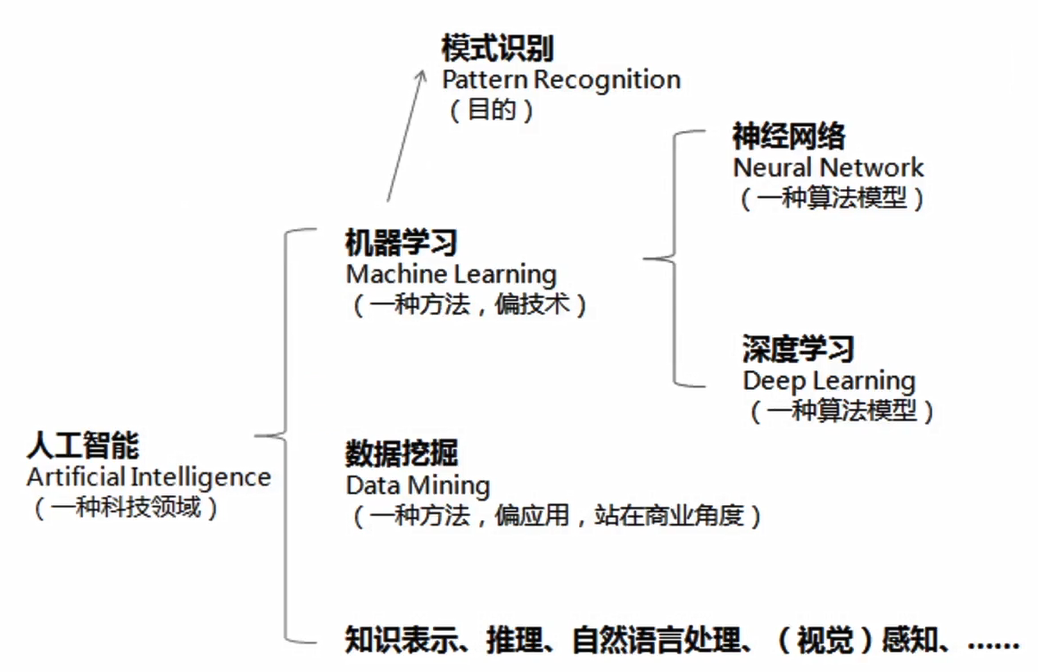 模式识别
Pattern Recognition
（目的）
神经网络
Neural Network
（一种算法模型）
机器学习
Machine Learning
（一种方法，偏技术）
深度学习
Deep Learning
（一种算法模型）
人工智能
Artificial Intelligence
（一种科技领域）
数据挖掘
Data Mining
（一种方法，偏应用，站在商业角度）
知识表示、推理、自然语言处理、（视觉）感知、……